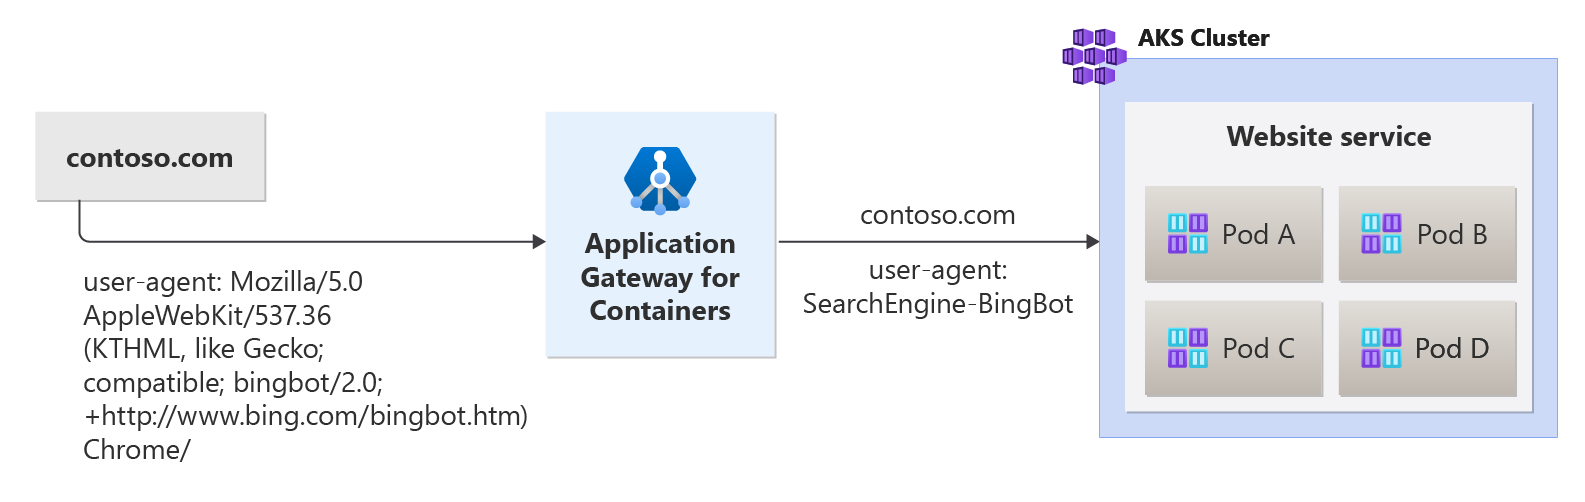 AKS Cluster
contoso.com
user-agent: Mozilla/5.0
AppleWebKit/537.36
(KTHML, like Gecko;
compatible; bingbot/2.0;
+http://www.bing.com/bingbot.htm)
Chrome/
Application
Gateway for
Containers
contoso.com
user-agent:
SearchEngine-BingBot
Website service
Pod A
Pod B
Pod C
Pod D